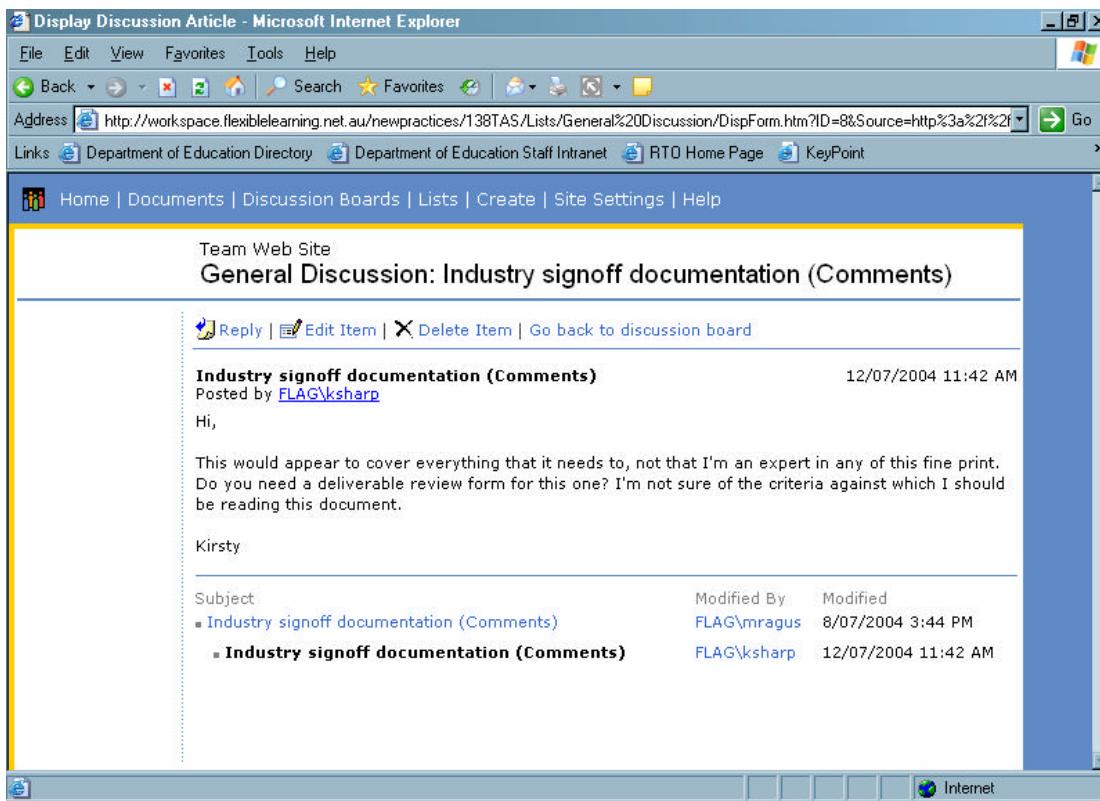 Display Discussion Article - Microsoft Internet Explorer
File Edit View Favorites Tools Help
Back Search Favorites
Address http://workspace.flexiblelearning.net.au/newpractices/138TAS/Lists/General%20Discussion/DispForm.htm?ID=8&Source=http%3a%2f%2f Go
Links Department of Education Directory Department of Education Staff Intranet RTO Home Page KeyPoint
Home | Documents | Discussion Boards | Lists | Create | Site Settings | Help
Team Web Site
General Discussion: Industry signoff documentation (Comments)
Reply | Edit Item | Delete Item | Go back to discussion board
Industry signoff documentation (Comments) 12/07/2004 11:42 AM
Posted by FLAG\ksharp
Hi,
This would appear to cover everything that it needs to, not that I'm an expert in any of this fine print.
Do you need a deliverable review form for this one? I'm not sure of the criteria against which I should
be reading this document.
Kirsty
Subject Modified By Modified
Industry signoff documentation (Comments) FLAG\mragus 8/07/2004 3:44 PM
Industry signoff documentation (Comments) FLAG\ksharp 12/07/2004 11:42 AM
Internet